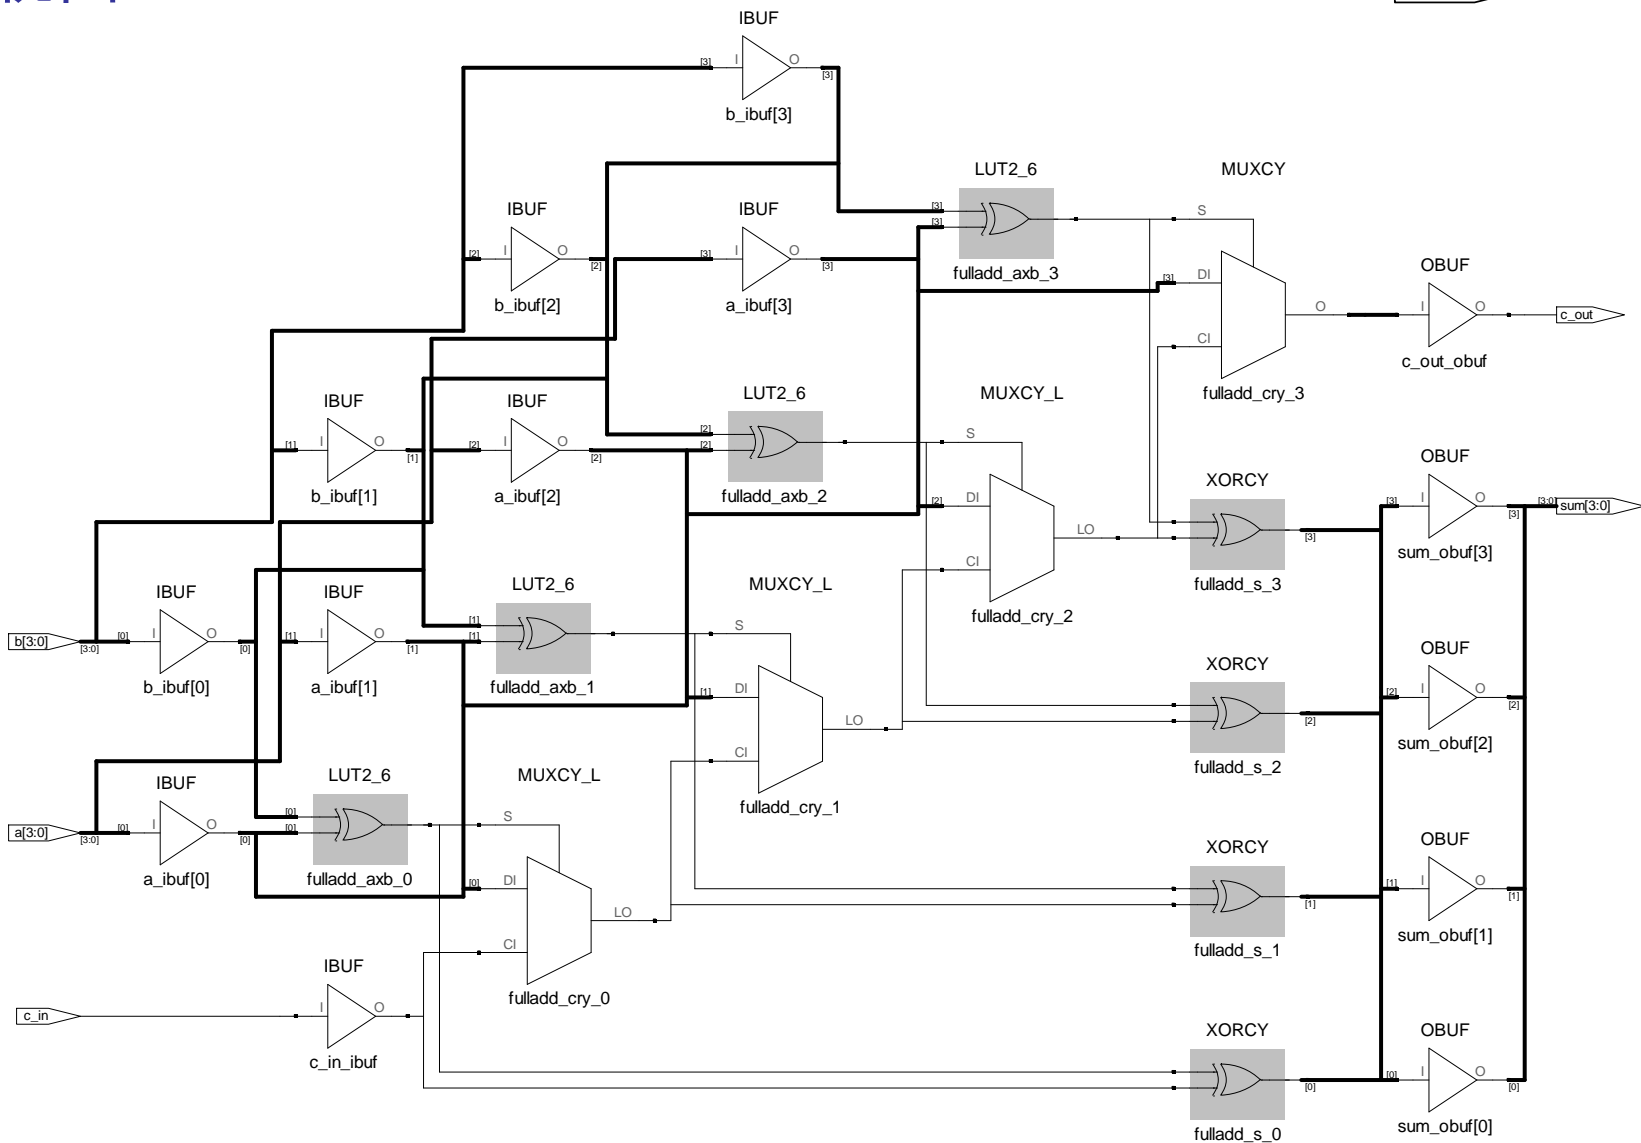 IBUF
[3]
I
O
[3]
b_ibuf[3]
LUT2_6
MUXCY
IBUF
IBUF
[3]
[3]
S
fulladd_axb_3
[2]
I
O
[2]
b_ibuf[2]
[3]
I
O
[3]
a_ibuf[3]
[3]
DI
CI
O
fulladd_cry_3
OBUF
I
O
c_out
c_out_obuf
IBUF
IBUF
LUT2_6
MUXCY_L
[1]
I
O
[1]
b_ibuf[1]
[2]
I
O
[2]
a_ibuf[2]
[2]
[2]
fulladd_axb_2
S
[2]
DI
CI
LO
fulladd_cry_2
XORCY
[3]
fulladd_s_3
OBUF
[3]
I
O
[3]
sum_obuf[3]
[3:0]
sum[3:0]
IBUF
IBUF
LUT2_6
MUXCY_L
b[3:0]
[3:0]
[0]
I
O
[0]
b_ibuf[0]
[1]
I
O
[1]
a_ibuf[1]
[1]
[1]
fulladd_axb_1
S
[1]
DI
CI
LO
fulladd_cry_1
XORCY
[2]
fulladd_s_2
OBUF
[2]
I
O
[2]
sum_obuf[2]
IBUF
LUT2_6
MUXCY_L
a[3:0]
[3:0]
[0]
I
O
[0]
a_ibuf[0]
[0]
[0]
fulladd_axb_0
S
[0]
DI
CI
LO
fulladd_cry_0
XORCY
[1]
fulladd_s_1
OBUF
[1]
I
O
[1]
sum_obuf[1]
IBUF
c_in
I
O
c_in_ibuf
XORCY
[0]
fulladd_s_0
OBUF
[0]
I
O
[0]
sum_obuf[0]